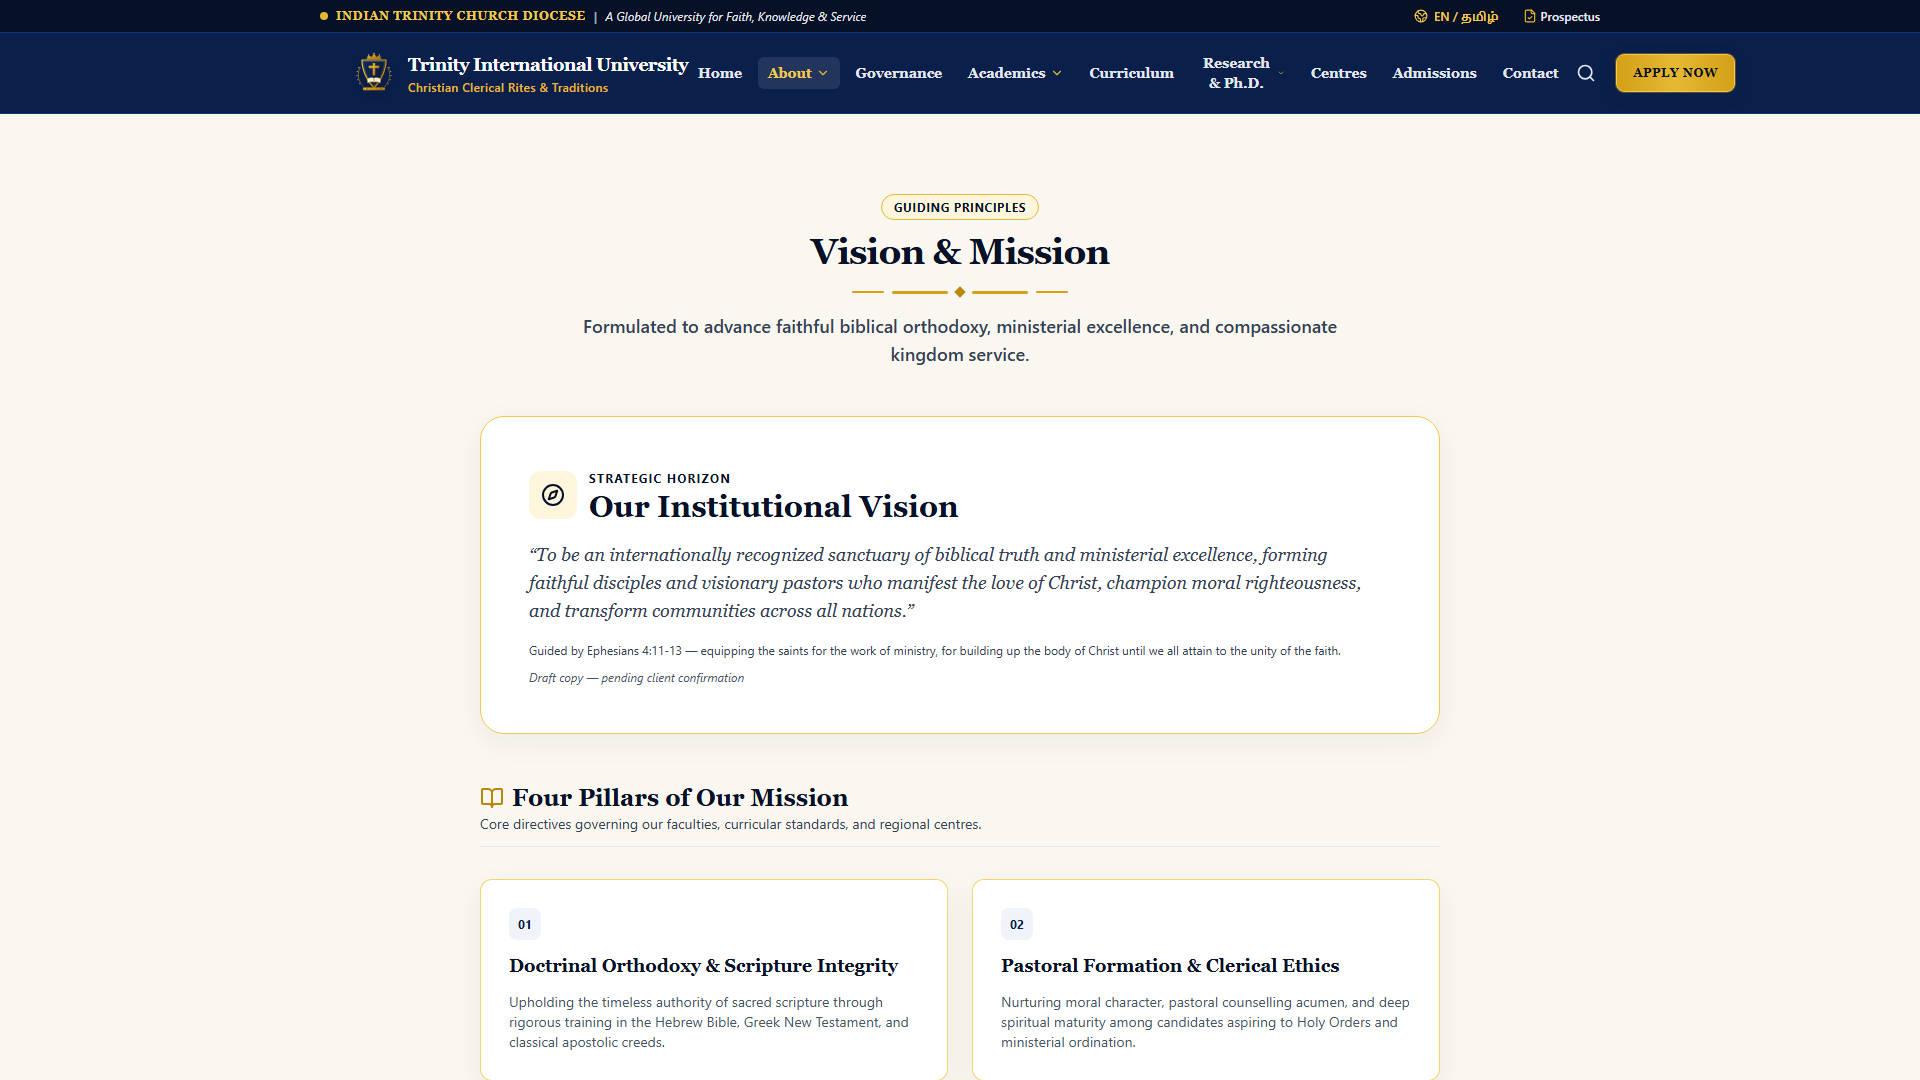 INDIAN TRINITY CHURCH DIOCESE | A Global University for Faith, Knowledge & Service
EN / தமிழ்
Prospectus
Trinity International University
Christian Clerical Rites & Traditions
Home
About
Governance
Academics
Curriculum
Research
& Ph.D.
Centres
Admissions
Contact
APPLY NOW
GUIDING PRINCIPLES
Vision & Mission
Formulated to advance faithful biblical orthodoxy, ministerial excellence, and compassionate
kingdom service.
STRATEGIC HORIZON
Our Institutional Vision
“To be an internationally recognized sanctuary of biblical truth and ministerial excellence, forming
faithful disciples and visionary pastors who manifest the love of Christ, champion moral righteousness,
and transform communities across all nations.”
Guided by Ephesians 4:11-13 — equipping the saints for the work of ministry, for building up the body of Christ until we all attain to the unity of the faith.
Draft copy — pending client confirmation
Four Pillars of Our Mission
Core directives governing our faculties, curricular standards, and regional centres.
01
Doctrinal Orthodoxy & Scripture Integrity
Upholding the timeless authority of sacred scripture through
rigorous training in the Hebrew Bible, Greek New Testament, and
classical apostolic creeds.
02
Pastoral Formation & Clerical Ethics
Nurturing moral character, pastoral counselling acumen, and deep
spiritual maturity among candidates aspiring to Holy Orders and
ministerial ordination.